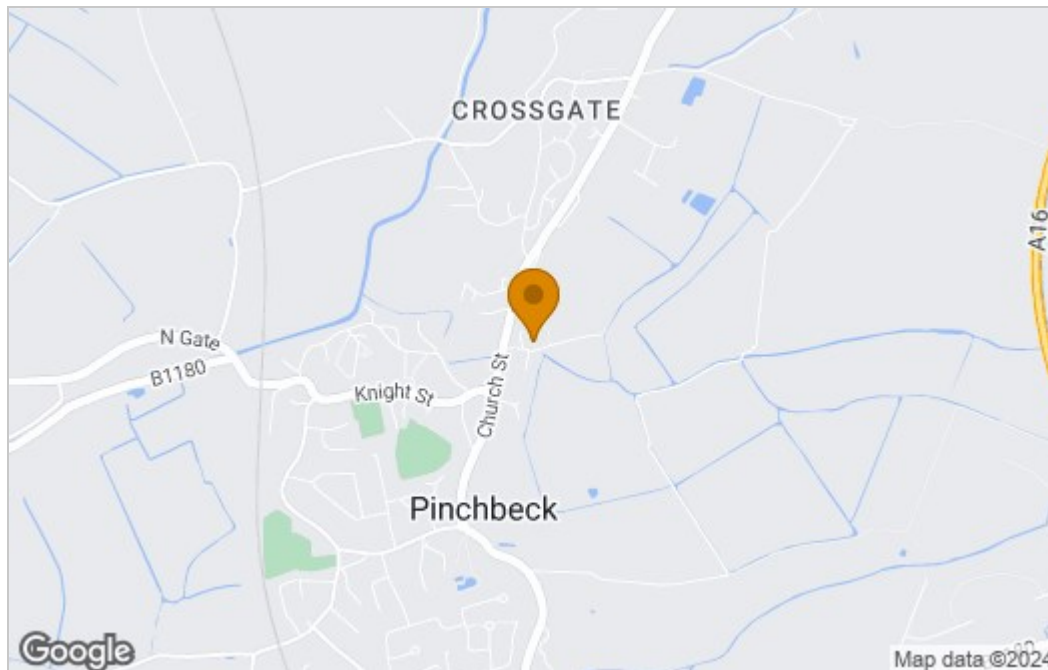 CROSSGATE
A16
N Gate
B1180
Knight St
Church St
Pinchbeck
Google
Map data ©2024